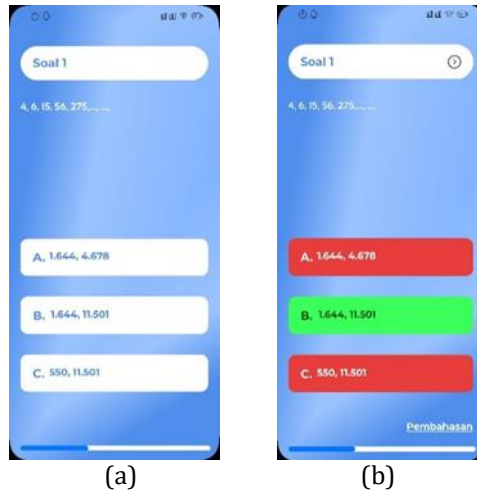 Soal 1
4, 6, 15, 56, 275,..., ....
A. 1.644, 4.678
B. 1.644, 11.501
C. 550, 11.501
(a)
Soal 1
4, 6, 15, 56, 275,..., ....
A. 1.644, 4.678
B. 1.644, 11.501
C. 550, 11.501
Pembahasan
(b)